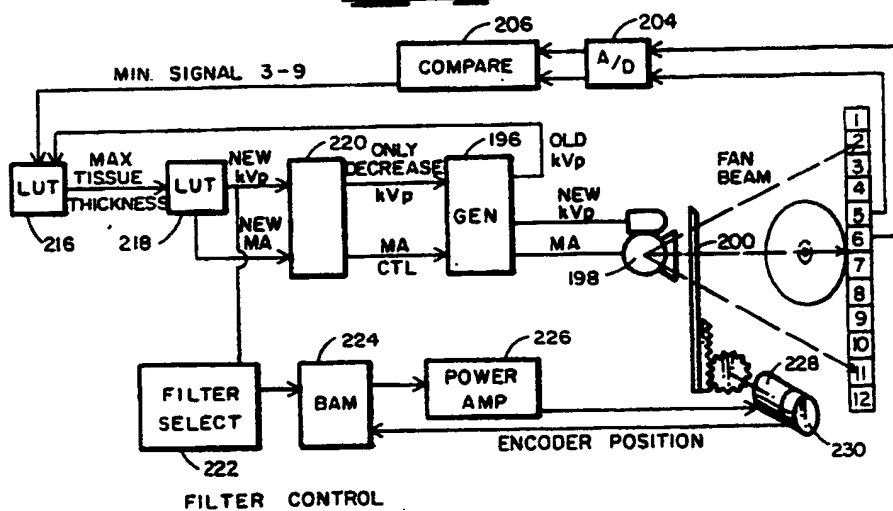 206
204
COMPARE
A/D
MIN. SIGNAL 3-9
220
196
OLD
kVp
ONLY
DECREASE
kVp
LUT
MAX
TISSUE
THICKNESS
LUT
NEW
kVp
NEW
MA
216
218
MA
CTL
GEN
NEW
kVp
MA
198
200
FAN
BEAM
1
2
3
4
5
6
7
8
9
10
11
12
224
226
228
FILTER
SELECT
BAM
POWER
AMP
ENCODER POSITION
230
222
FILTER CONTROL